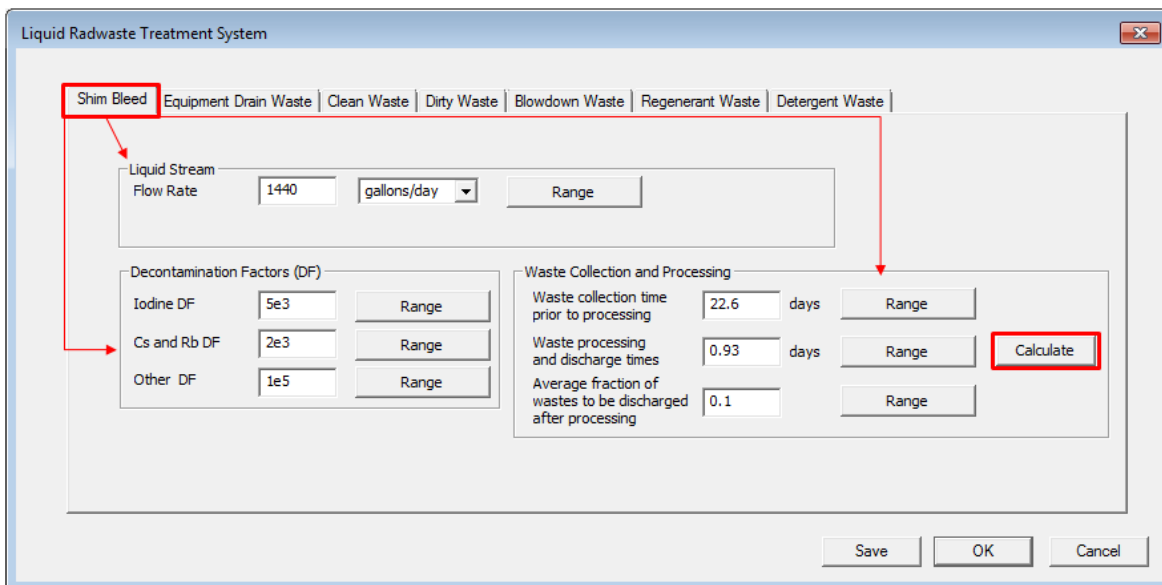 Liquid Radwaste Treatment System
Shim Bleed Equipment Drain Waste Clean Waste Dirty Waste Blowdown Waste Regenerant Waste Detergent Waste
Liquid Stream
Flow Rate 1440 gallons/day Range
Decontamination Factors (DF)
Iodine DF 5e3 Range
Cs and Rb DF 2e3 Range
Other DF 1e5 Range
Waste Collection and Processing
Waste collection time
prior to processing 22.6 days Range
Waste processing
and discharge times 0.93 days Range Calculate
Average fraction of
wastes to be discharged 0.1 Range
after processing
Save OK Cancel